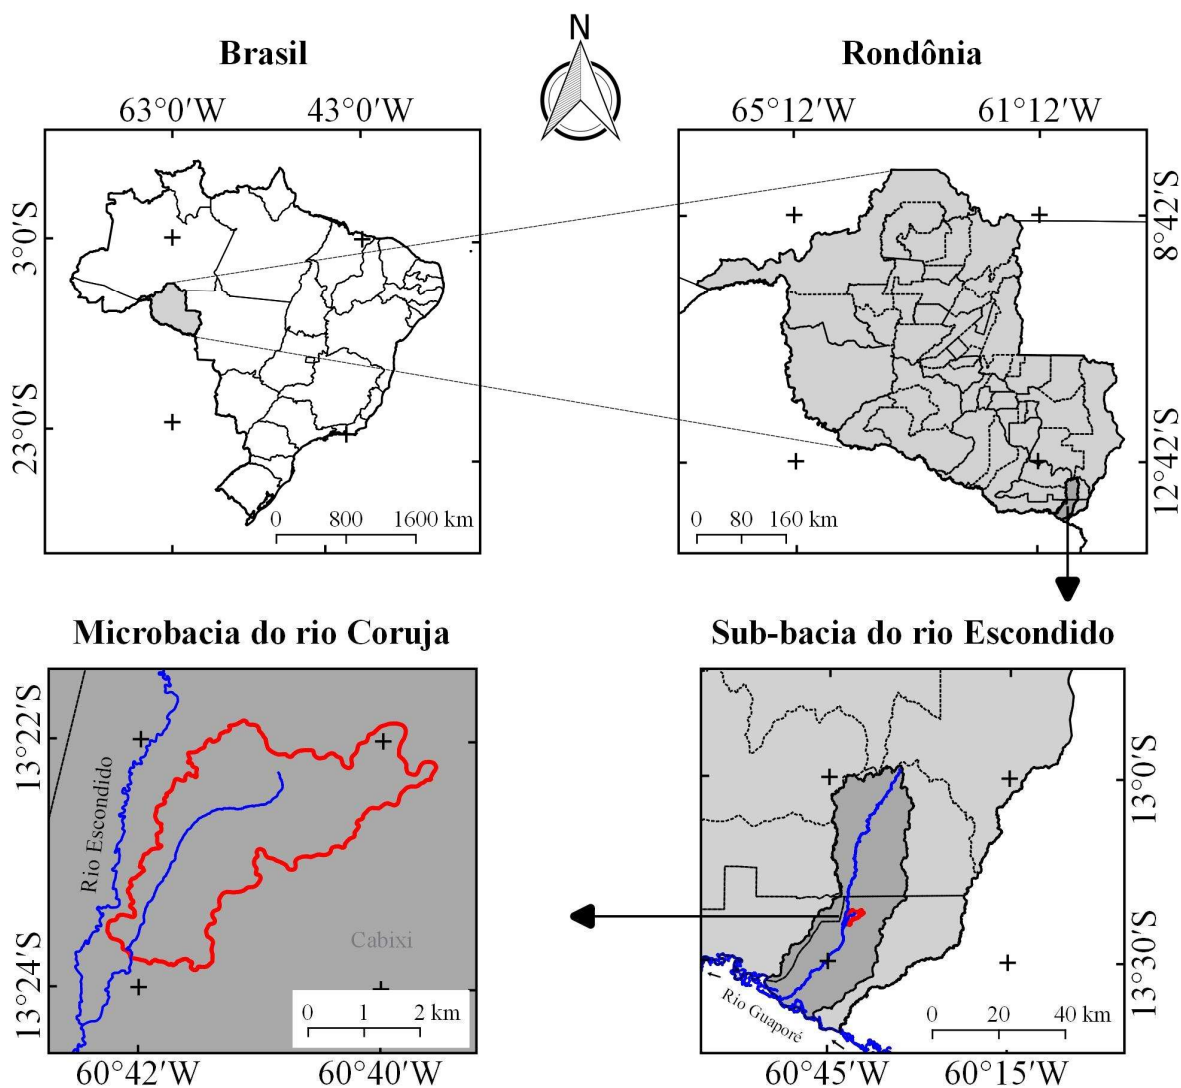 N
Brasil
63°0'W 43°0'W
3°0'S
23°0'S
0 800 1600 km
Rondônia
65°12'W 61°12'W
8°42'S
12°42'S
0 80 160 km
Microbacia do rio Coruja
13°22'S
13°24'S
Rio Escondido
Cabixi
0 1 2 km
60°42'W 60°40'W
Sub-bacia do rio Escondido
13°0'S
13°30'S
Rio Guaporé
0 20 40 km
60°45'W 60°15'W